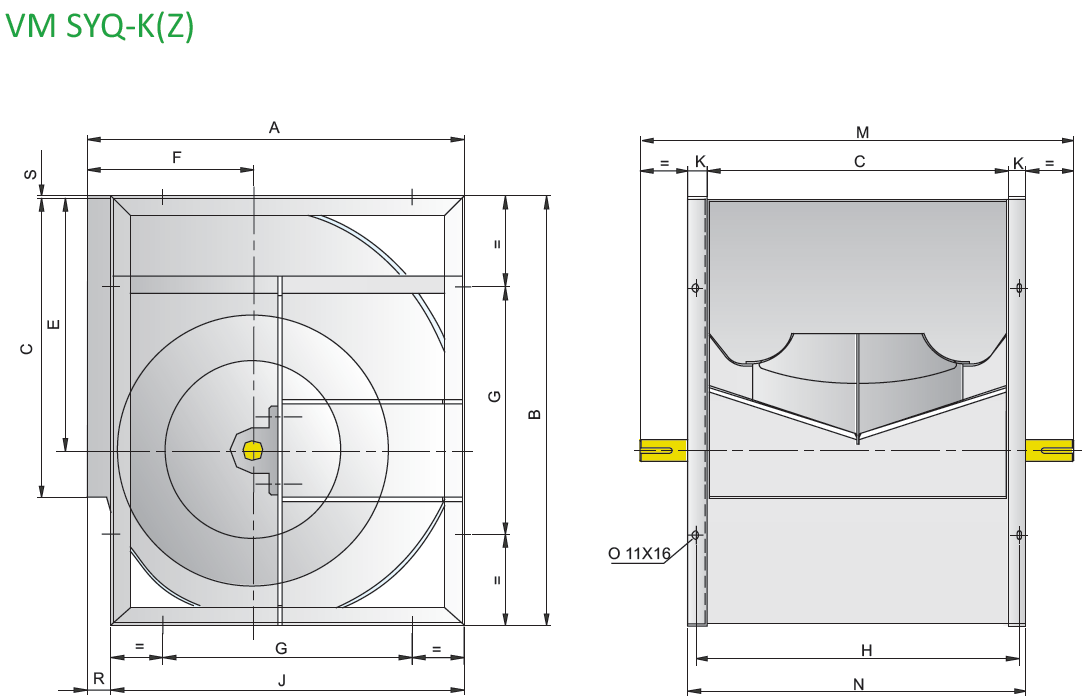 VM SYQ-K(Z)
A
F
S
C
E
=
G
B
=
=
G
=
R
J
M
=
K
C
K
=
O 11X16
H
N